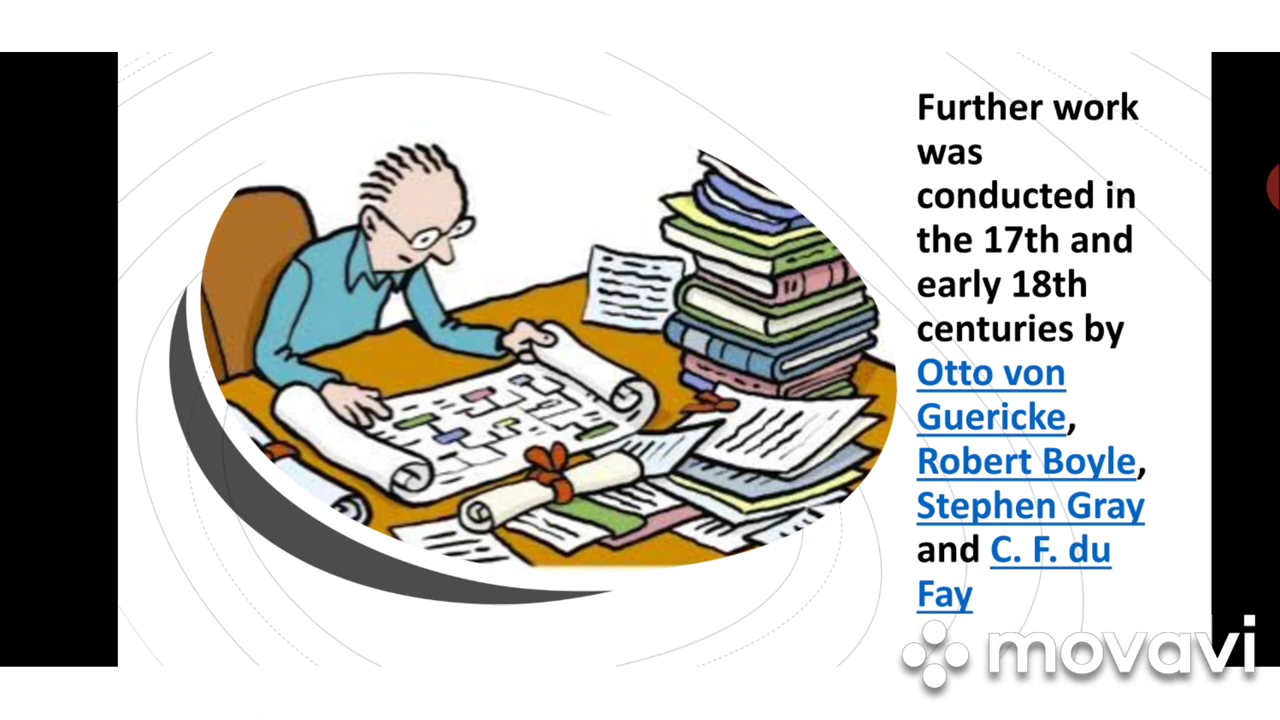 Further work
was
conducted in
the 17th and
early 18th
centuries by
Otto von
Guericke,
Robert Boyle,
Stephen Gray
and C. F. du
Fay
movavi